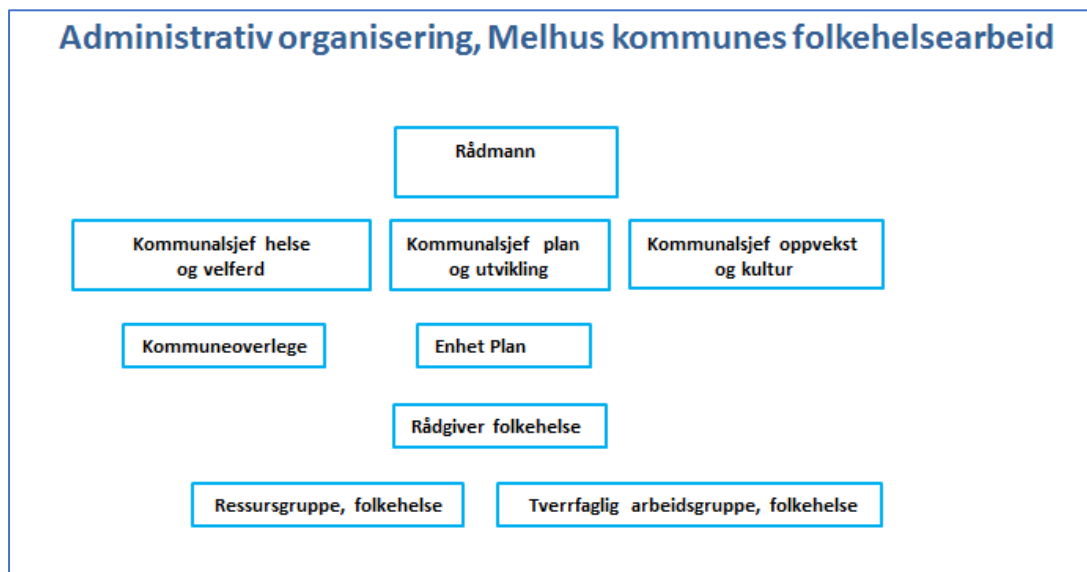 Administrativ organisering, Melhus kommunes folkehelsearbeid
Rådmann
Kommunalsjef helse
og velferd
Kommunalsjef plan
og utvikling
Kommunalsjef oppvekst
og kultur
Kommuneoverlege
Enhet Plan
Rådgiver folkehelse
Ressursgruppe, folkehelse
Tverrfaglig arbeidsgruppe, folkehelse